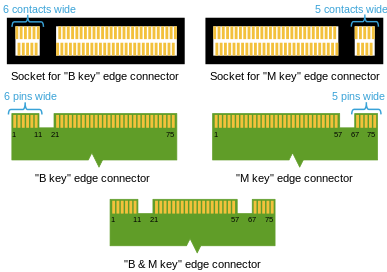 6 contacts wide
5 contacts wide
Socket for "B key" edge connector
Socket for "M key" edge connector
6 pins wide
5 pins wide
1 11 21 75
1 57 67 75
"B key" edge connector
"M key" edge connector
1 11 21 57 67 75
"B & M key" edge connector